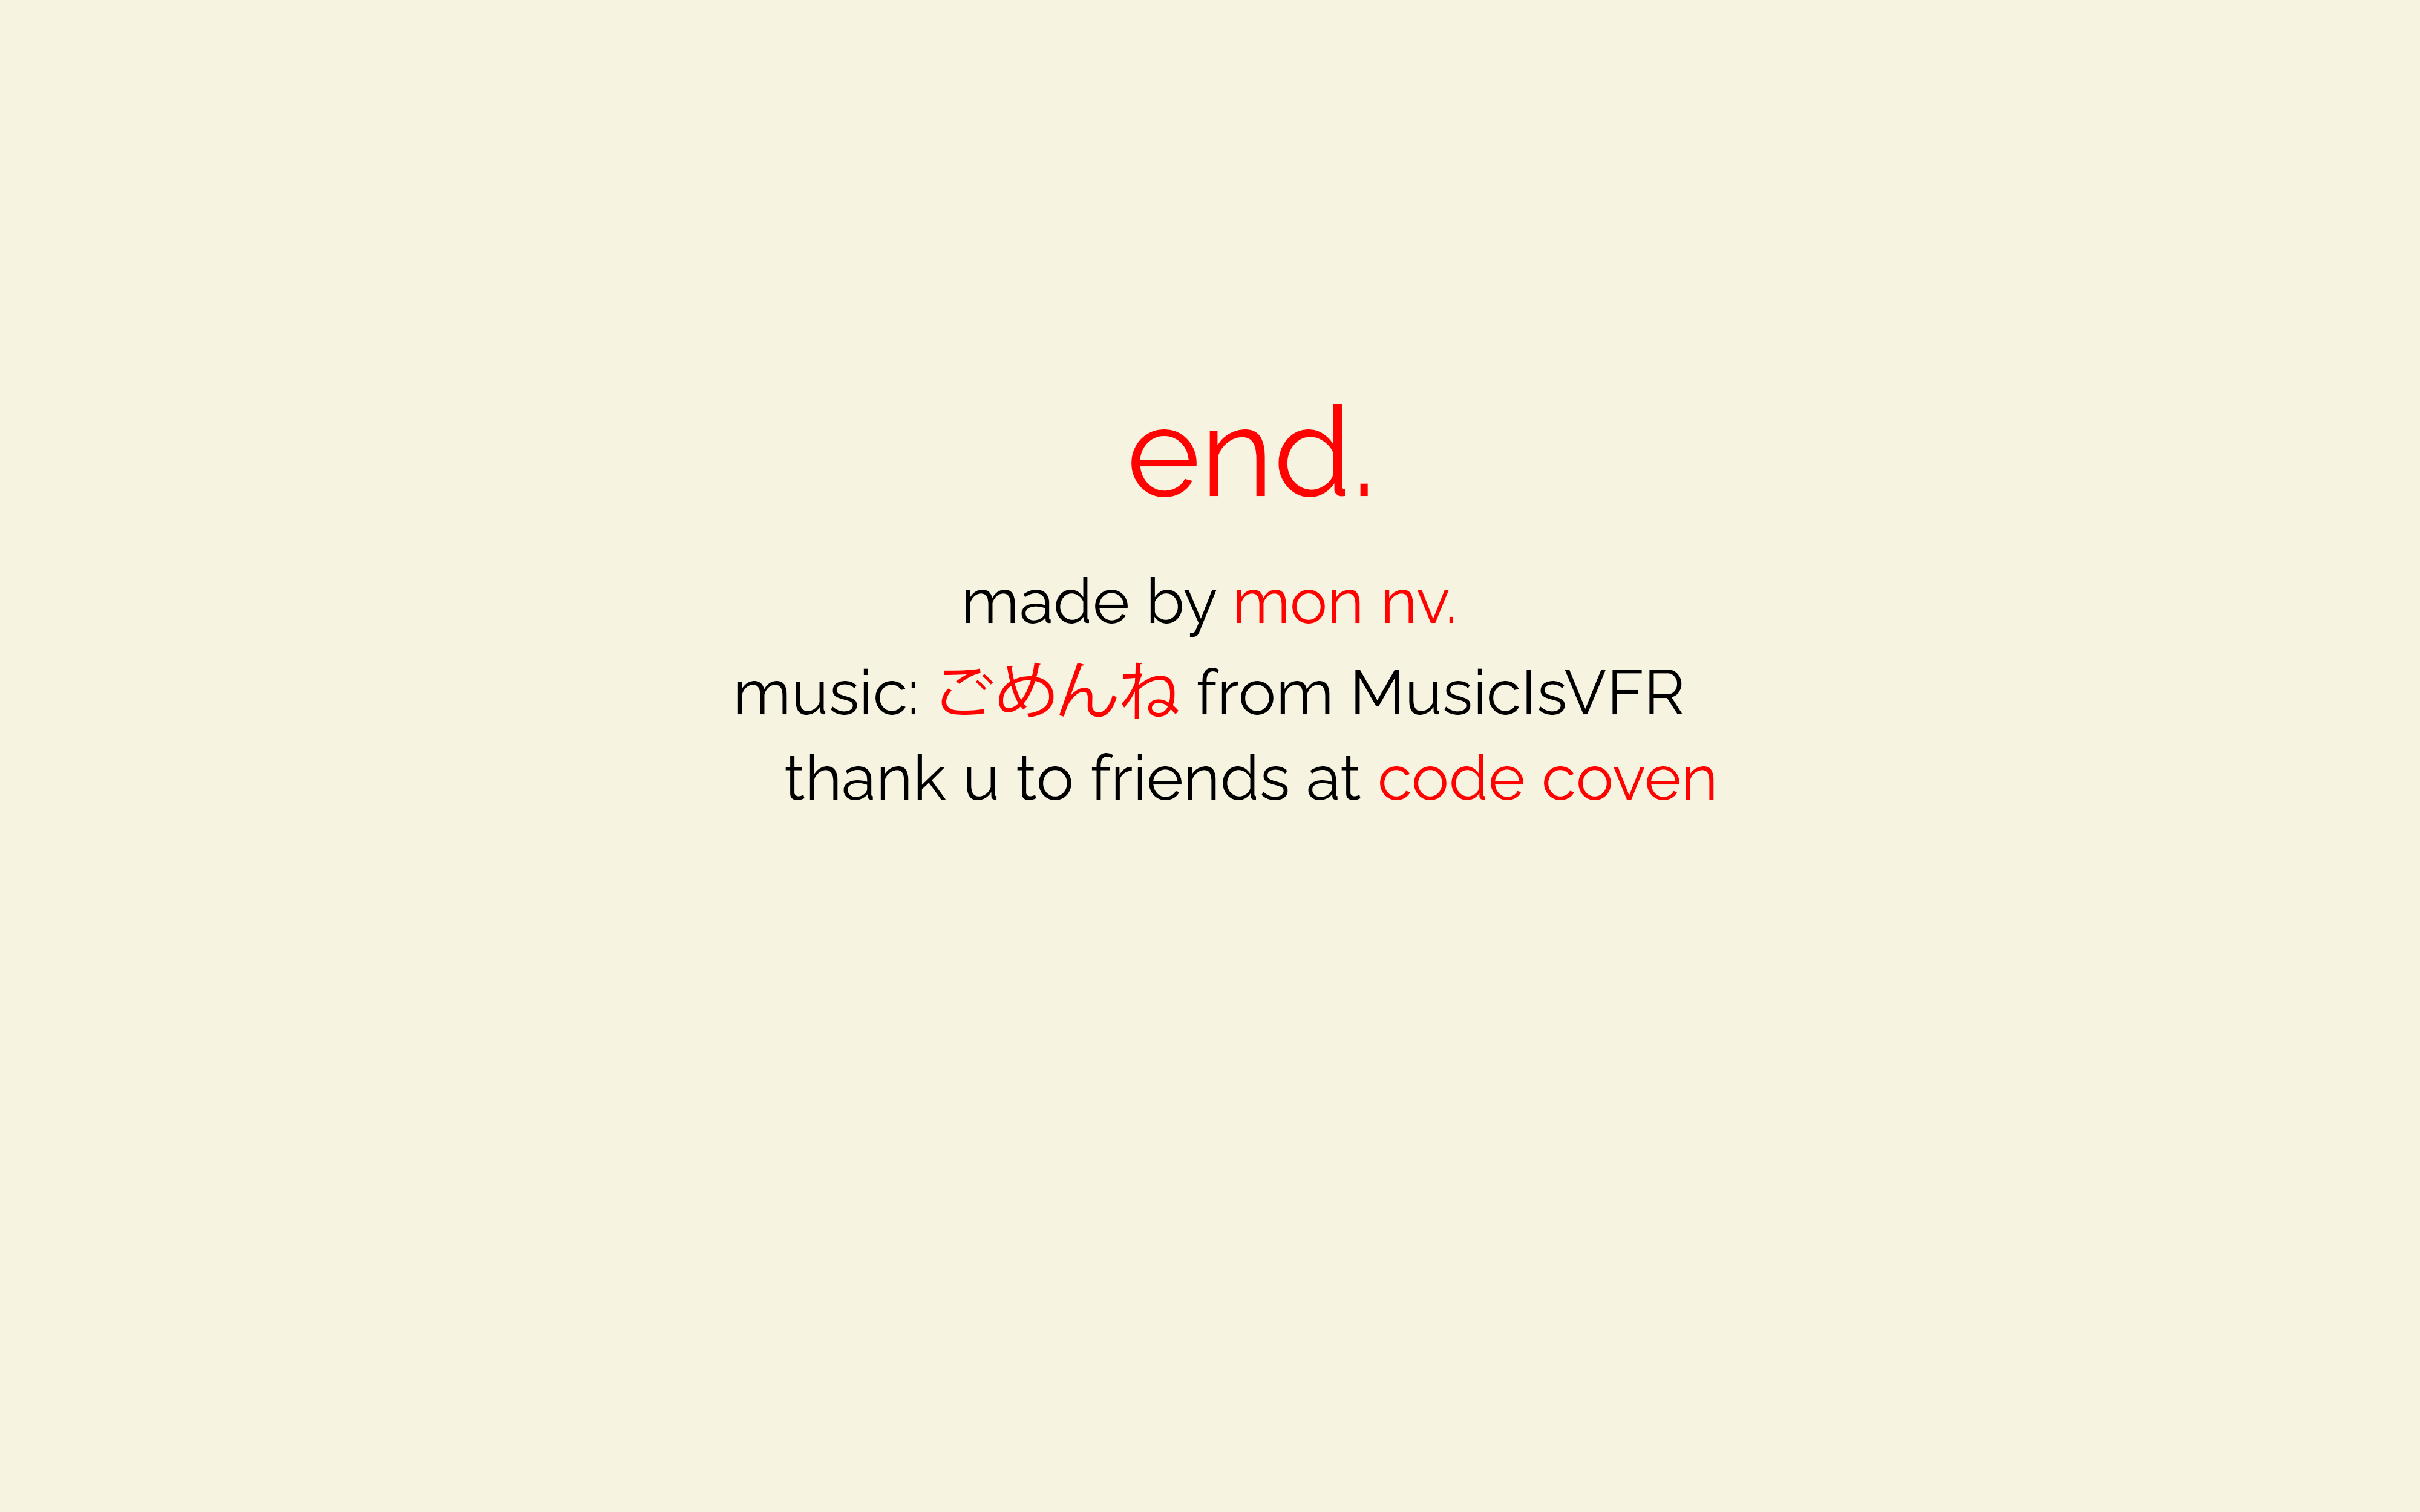 end.
made by mon nv.
music: ごめんね from MusicIsVFR
thank u to friends at code coven